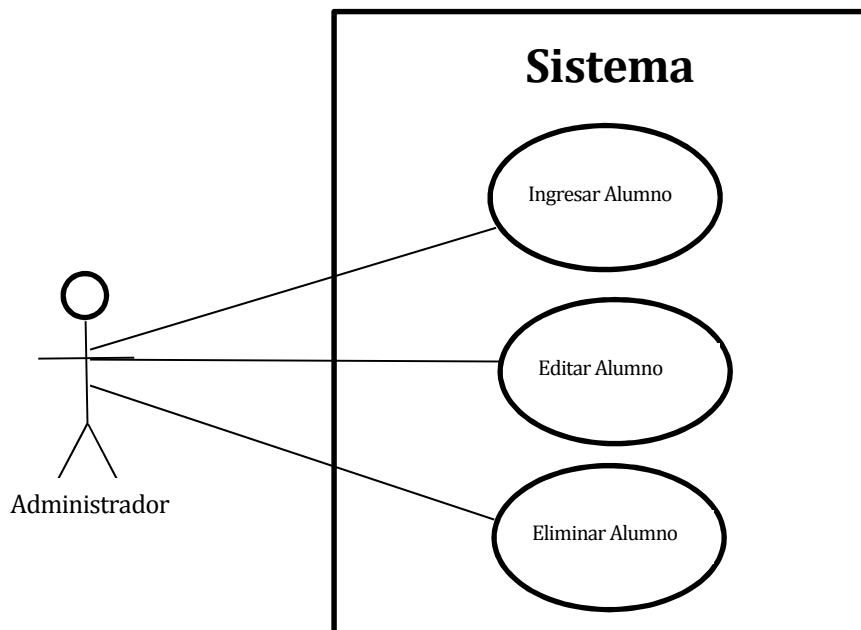 Sistema
Ingresar Alumno
Editar Alumno
Eliminar Alumno
Administrador